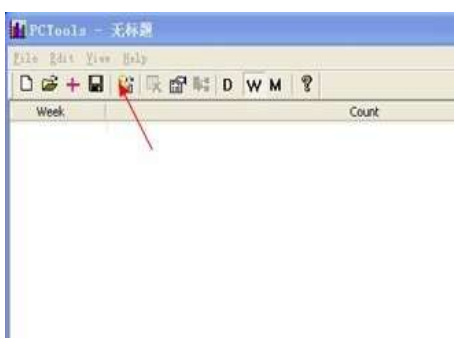 PCTools - 无标题
File Edit View Help
D W M
Week Count